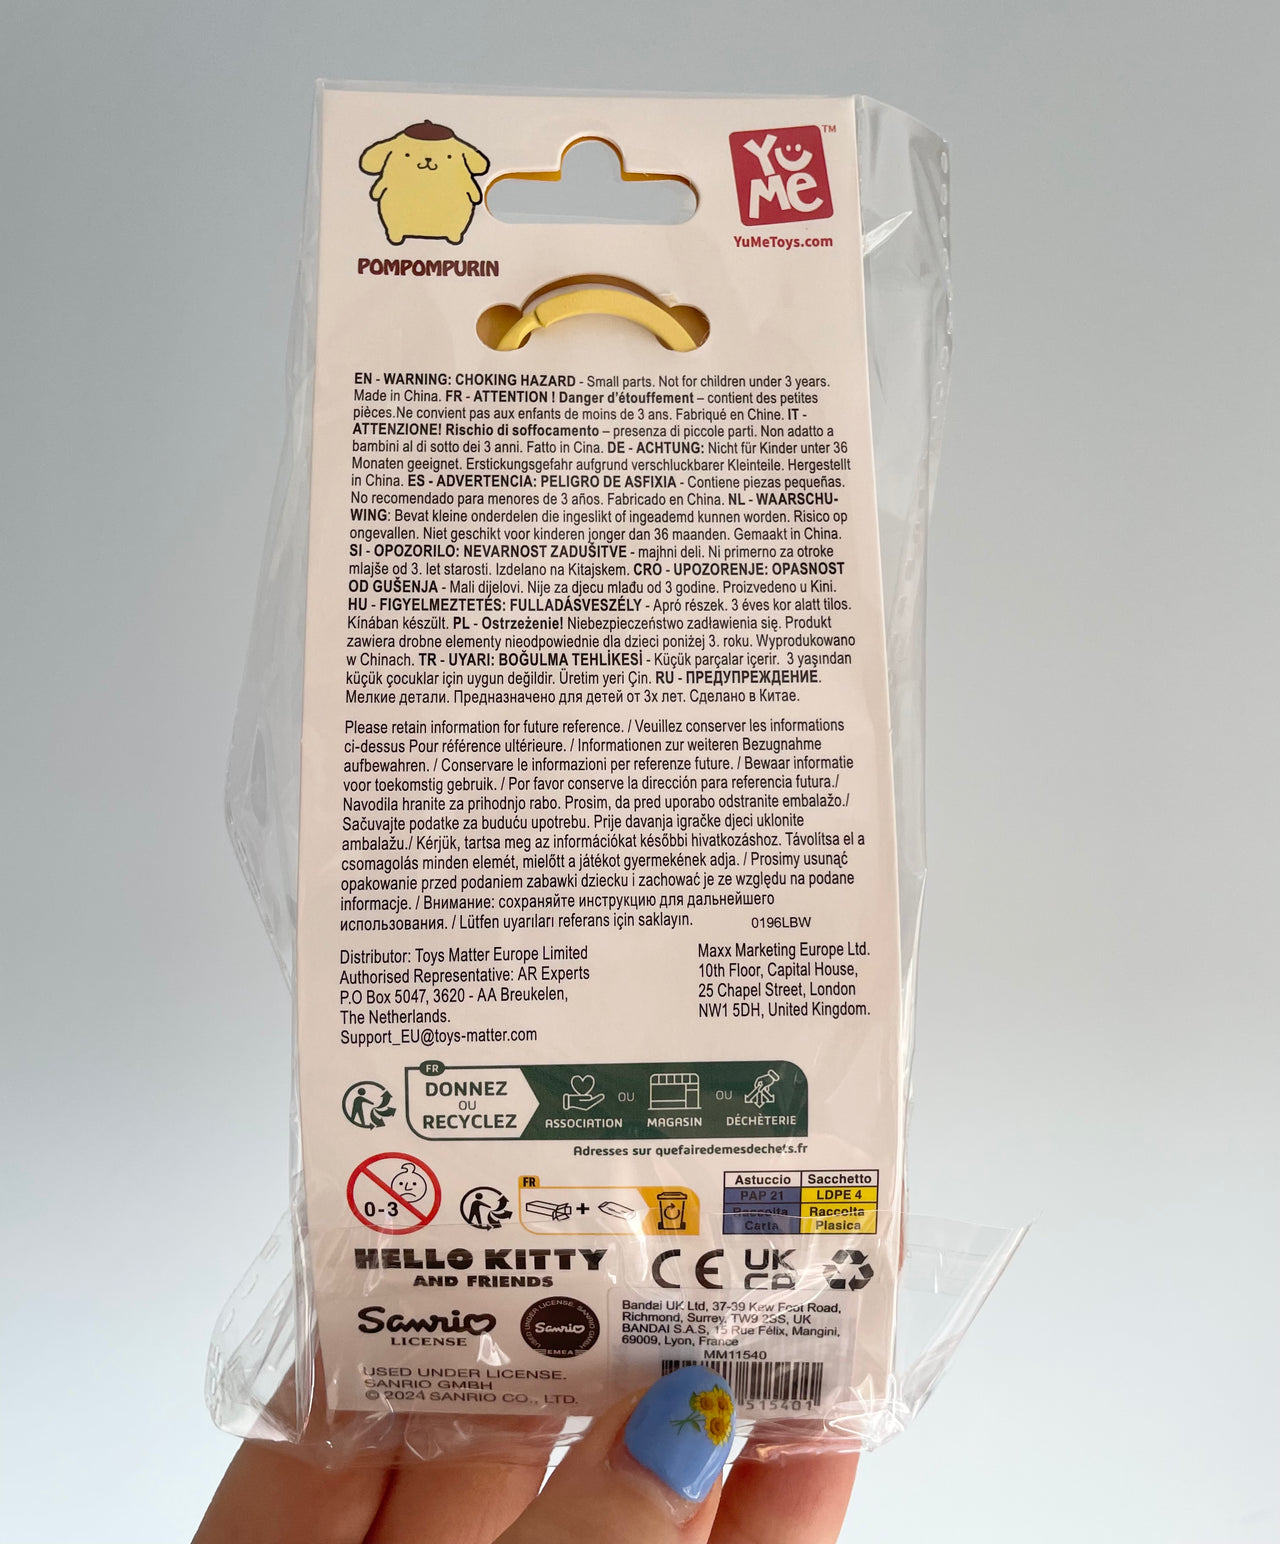 YuMe™
YuMeToys.com
POMPOMPURIN
EN - WARNING: CHOKING HAZARD - Small parts. Not for children under 3 years.
Made in China. FR - ATTENTION ! Danger d'étouffement – contient des petites
pièces.Ne convient pas aux enfants de moins de 3 ans. Fabriqué en Chine. IT -
ATTENZIONE! Rischio di soffocamento – presenza di piccole parti. Non adatto a
bambini al di sotto dei 3 anni. Fatto in Cina. DE - ACHTUNG: Nicht für Kinder unter 36
Monaten geeignet. Erstickungsgefahr aufgrund verschluckbarer Kleinteile. Hergestellt
in China. ES - ADVERTENCIA: PELIGRO DE ASFIXIA - Contiene piezas pequeñas.
No recomendado para menores de 3 años. Fabricado en China. NL - WAARSCHU-
WING: Bevat kleine onderdelen die ingeslikt of ingeademd kunnen worden. Risico op
ongevallen. Niet geschikt voor kinderen jonger dan 36 maanden. Gemaakt in China.
SI - OPOZORILO: NEVARNOST ZADUŠITVE - majhni deli. Ni primerno za otroke
mlajše od 3. let starosti. Izdelano na Kitajskem. CRO - UPOZORENJE: OPASNOST
OD GUŠENJA - Mali dijelovi. Nije za djecu mlađu od 3 godine. Proizvedeno u Kini.
HU - FIGYELMEZTETÉS: FULLADÁSVESZÉLY - Apró részek. 3 éves kor alatt tilos.
Kínában készült. PL - Ostrzeżenie! Niebezpieczeństwo zadławienia się. Produkt
zawiera drobne elementy nieodpowiednie dla dzieci poniżej 3. roku. Wyprodukowano
w Chinach. TR - UYARI: BOĞULMA TEHLİKESİ - Küçük parçalar içerir. 3 yaşından
küçük çocuklar için uygun değildir. Üretim yeri Çin. RU - ПРЕДУПРЕЖДЕНИЕ.
Мелкие детали. Предназначено для детей от 3х лет. Сделано в Китае.
Please retain information for future reference. / Veuillez conserver les informations
ci-dessus Pour référence ultérieure. / Informationen zur weiteren Bezugnahme
aufbewahren. / Conservare le informazioni per referenze future. / Bewaar informatie
voor toekomstig gebruik. / Por favor conserve la dirección para referencia futura./
Navodila hranite za prihodnjo rabo. Prosim, da pred uporabo odstranite embalažo./
Sačuvajte podatke za buduću upotrebu. Prije davanja igračke djeci uklonite
ambalažu./ Kérjük, tartsa meg az információkat későbbi hivatkozáshoz. Távolítsa el a
csomagolás minden elemét, mielőtt a játékot gyermekének adja. / Prosimy usunąć
opakowanie przed podaniem zabawki dziecku i zachować je ze względu na podane
informacje. / Внимание: сохраняйте инструкцию для дальнейшего
использования. / Lütfen uyarıları referans için saklayın. 0196LBW
Distributor: Toys Matter Europe Limited
Authorised Representative: AR Experts
P.O Box 5047, 3620 - AA Breukelen,
The Netherlands.
Support_EU@toys-matter.com
Maxx Marketing Europe Ltd.
10th Floor, Capital House,
25 Chapel Street, London
NW1 5DH, United Kingdom.
FR
DONNEZ
OU
RECYCLEZ
ASSOCIATION OU MAGASIN OU DÉCHÈTERIE
Adresses sur quefairedemesdechets.fr
0-3
FR
+
Astuccio Sacchetto
PAP 21 LDPE 4
Raccolta Raccolta
Carta Plasica
HELLO KITTY
AND FRIENDS
CE UKCA
Sanrio
LICENSE
USED UNDER LICENSE. SANRIO GMBH
Sanrio
EMEA
Bandai UK Ltd, 37-39 Kew Foot Road,
Richmond, Surrey, TW9 2SS, UK
BANDAI S.A.S, 15 Rue Félix, Mangini,
69009, Lyon, France
MM11540
515401
USED UNDER LICENSE.
SANRIO GMBH
© 2024 SANRIO CO., LTD.